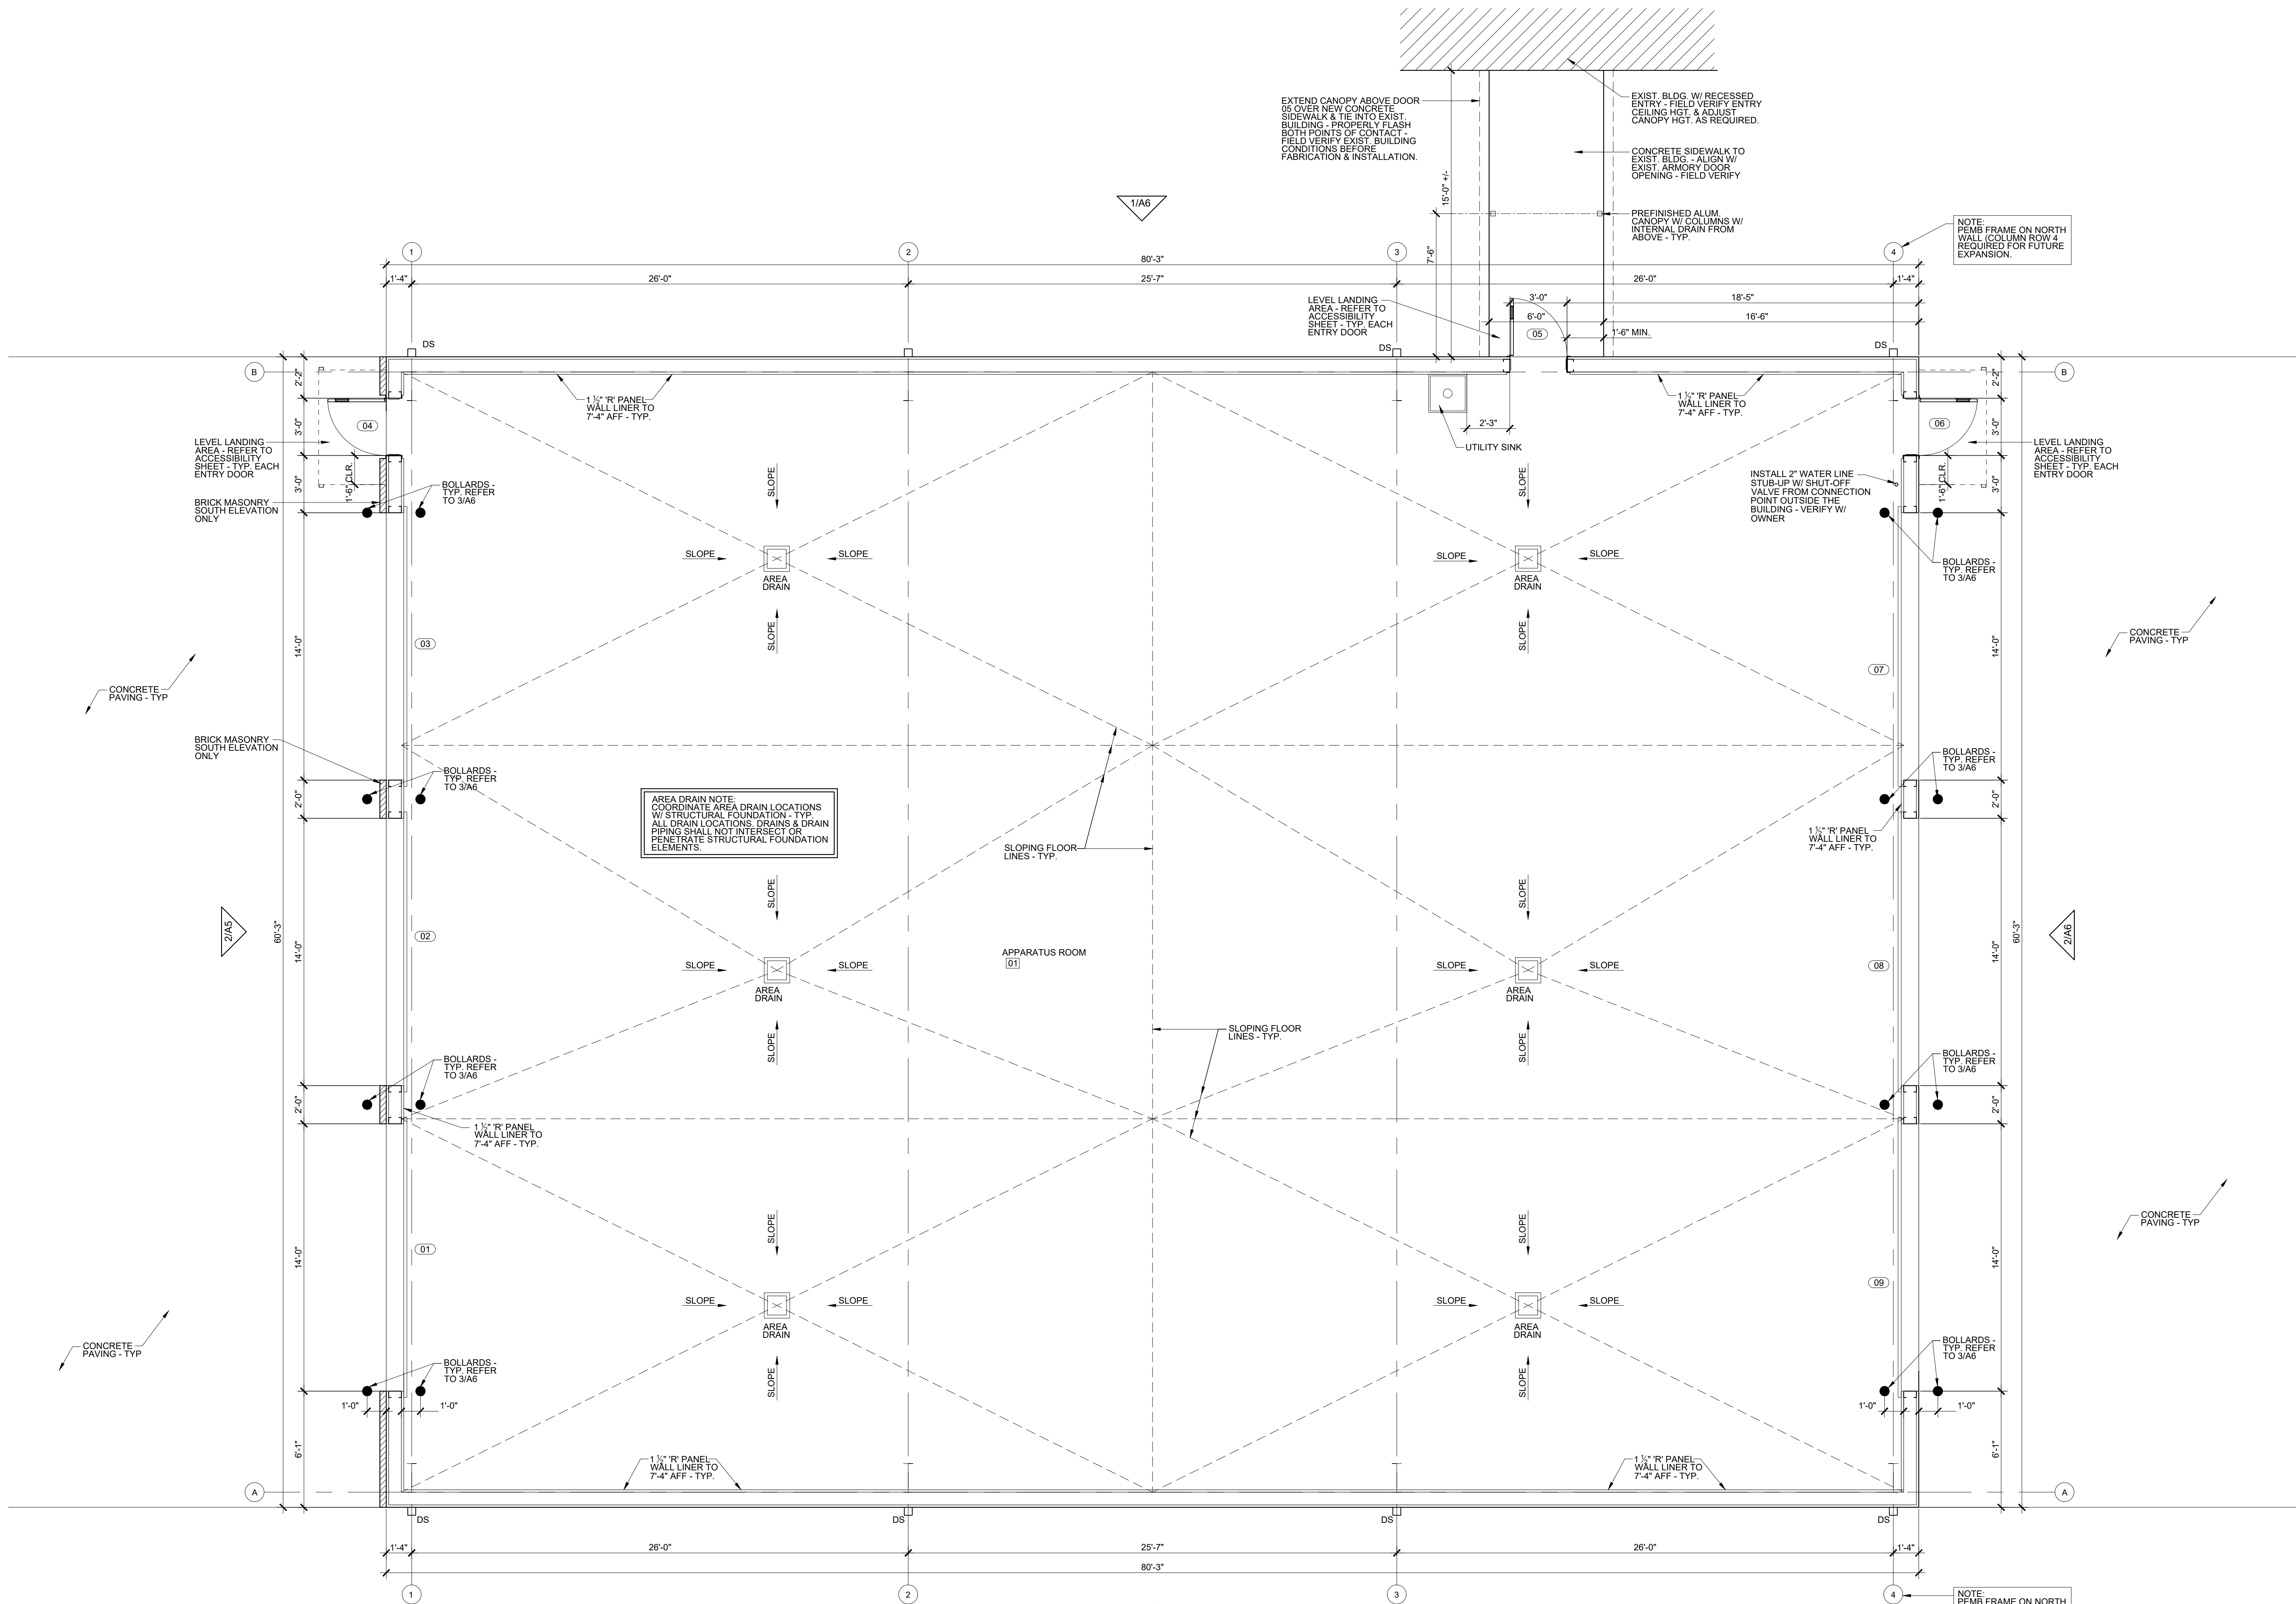 EXTEND CANOPY ABOVE DOOR
05 OVER NEW CONCRETE
SIDEWALK & TIE INTO EXIST.
BUILDING - PROPERLY FLASH
BOTH POINTS OF CONTACT -
FIELD VERIFY EXIST. BUILDING
CONDITIONS BEFORE
FABRICATION & INSTALLATION.
EXIST. BLDG. W/ RECESSED
ENTRY - FIELD VERIFY ENTRY
CEILING HGT. & ADJUST
CANOPY HGT. AS REQUIRED.
CONCRETE SIDEWALK TO
EXIST. BLDG. - ALIGN W/
EXIST. ARMORY DOOR
OPENING - FIELD VERIFY
15'-0" +/-
1/A6
PREFINISHED ALUM.
CANOPY W/ COLUMNS W/
INTERNAL DRAIN FROM
ABOVE - TYP.
7'-6"
NOTE:
PEMB FRAME ON NORTH
WALL (COLUMN ROW 4
REQUIRED FOR FUTURE
EXPANSION.
1
2
3
4
80'-3"
1'-4"
26'-0"
25'-7"
26'-0"
1'-4"
LEVEL LANDING
AREA - REFER TO
ACCESSIBILITY
SHEET - TYP. EACH
ENTRY DOOR
3'-0"
18'-5"
6'-0"
16'-6"
05
1'-6" MIN.
DS
DS
DS
B
B
2'-2"
2'-2"
1 ½" 'R' PANEL
WALL LINER TO
7'-4" AFF - TYP.
1 ½" 'R' PANEL
WALL LINER TO
7'-4" AFF - TYP.
2'-3"
UTILITY SINK
04
06
3'-0"
3'-0"
LEVEL LANDING
AREA - REFER TO
ACCESSIBILITY
SHEET - TYP. EACH
ENTRY DOOR
LEVEL LANDING
AREA - REFER TO
ACCESSIBILITY
SHEET - TYP. EACH
ENTRY DOOR
3'-0"
1'-6" CLR.
1'-6" CLR.
3'-0"
BRICK MASONRY
SOUTH ELEVATION
ONLY
BOLLARDS -
TYP. REFER
TO 3/A6
INSTALL 2" WATER LINE
STUB-UP W/ SHUT-OFF
VALVE FROM CONNECTION
POINT OUTSIDE THE
BUILDING - VERIFY W/
OWNER
BOLLARDS -
TYP. REFER
TO 3/A6
SLOPE
SLOPE
SLOPE
SLOPE
SLOPE
SLOPE
AREA
DRAIN
AREA
DRAIN
SLOPE
SLOPE
14'-0"
03
07
14'-0"
CONCRETE
PAVING - TYP
CONCRETE
PAVING - TYP
BRICK MASONRY
SOUTH ELEVATION
ONLY
BOLLARDS -
TYP. REFER
TO 3/A6
BOLLARDS -
TYP. REFER
TO 3/A6
2'-0"
2'-0"
AREA DRAIN NOTE:
COORDINATE AREA DRAIN LOCATIONS
W/ STRUCTURAL FOUNDATION - TYP.
ALL DRAIN LOCATIONS. DRAINS & DRAIN
PIPING SHALL NOT INTERSECT OR
PENETRATE STRUCTURAL FOUNDATION
ELEMENTS.
SLOPING FLOOR
LINES - TYP.
1 ½" 'R' PANEL
WALL LINER TO
7'-4" AFF - TYP.
SLOPE
SLOPE
2/A5
60'-3"
14'-0"
02
APPARATUS ROOM
01
08
14'-0"
60'-3"
2/A6
SLOPE
SLOPE
SLOPE
SLOPE
AREA
DRAIN
AREA
DRAIN
SLOPE
SLOPE
SLOPING FLOOR
LINES - TYP.
BOLLARDS -
TYP. REFER
TO 3/A6
BOLLARDS -
TYP. REFER
TO 3/A6
2'-0"
2'-0"
1 ½" 'R' PANEL
WALL LINER TO
7'-4" AFF - TYP.
SLOPE
SLOPE
14'-0"
01
09
14'-0"
CONCRETE
PAVING - TYP
SLOPE
SLOPE
SLOPE
SLOPE
AREA
DRAIN
AREA
DRAIN
SLOPE
SLOPE
CONCRETE
PAVING - TYP
BOLLARDS -
TYP. REFER
TO 3/A6
BOLLARDS -
TYP. REFER
TO 3/A6
1'-0"
1'-0"
1'-0"
1'-0"
6'-1"
6'-1"
1 ½" 'R' PANEL
WALL LINER TO
7'-4" AFF - TYP.
1 ½" 'R' PANEL
WALL LINER TO
7'-4" AFF - TYP.
A
A
DS
DS
DS
DS
1'-4"
26'-0"
25'-7"
26'-0"
1'-4"
80'-3"
1
2
3
4
NOTE:
PEMB FRAME ON NORTH